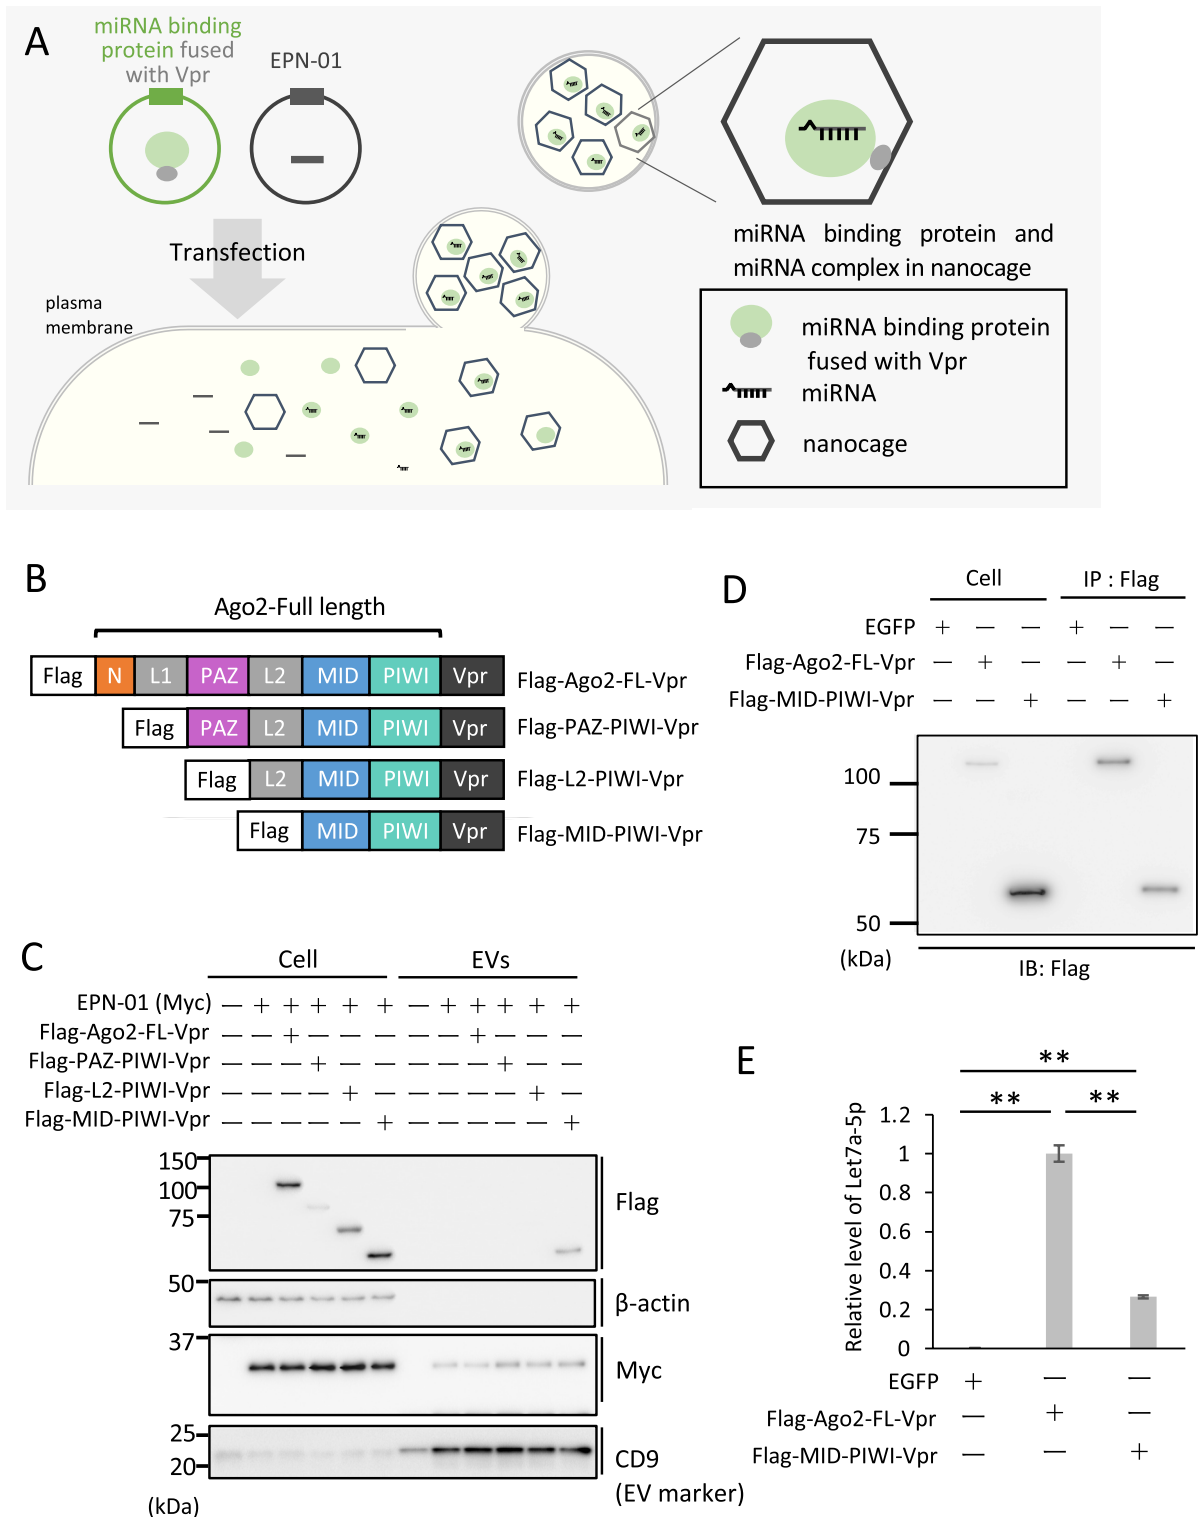 A
miRNA binding
protein fused
with Vpr
EPN-01
Transfection
plasma
membrane
miRNA binding protein and
miRNA complex in nanocage
miRNA binding protein
fused with Vpr
miRNA
nanocage
B
Ago2-Full length
Flag N L1 PAZ L2 MID PIWI Vpr Flag-Ago2-FL-Vpr
Flag PAZ L2 MID PIWI Vpr Flag-PAZ-PIWI-Vpr
Flag L2 MID PIWI Vpr Flag-L2-PIWI-Vpr
Flag MID PIWI Vpr Flag-MID-PIWI-Vpr
C
Cell EVs
EPN-01 (Myc) — + + + + + — + + + + +
Flag-Ago2-FL-Vpr — — + — — — — — + — — —
Flag-PAZ-PIWI-Vpr — — — + — — — — — + — —
Flag-L2-PIWI-Vpr — — — — + — — — — — + —
Flag-MID-PIWI-Vpr — — — — — + — — — — — +
150
100
75
Flag
50
β-actin
37
Myc
25
20
CD9
(EV marker)
(kDa)
D
Cell IP : Flag
EGFP + — — + — —
Flag-Ago2-FL-Vpr — + — — + —
Flag-MID-PIWI-Vpr — — + — — +
100
75
50
(kDa)
IB: Flag
E
**
** **
Relative level of Let7a-5p
1.2
1
0.8
0.6
0.4
0.2
0
EGFP + — —
Flag-Ago2-FL-Vpr — + —
Flag-MID-PIWI-Vpr — — +